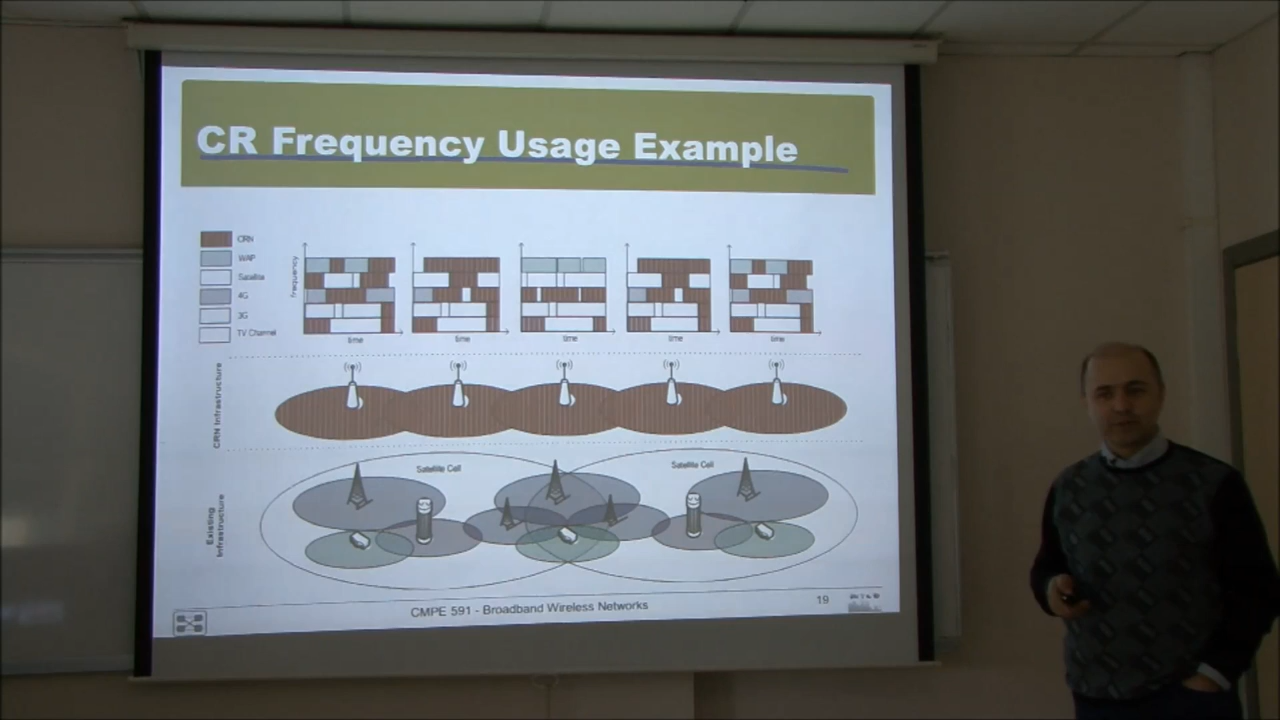 CR Frequency Usage Example
CRN
WAP
Satellite
4G
3G
TV Channel
frequency
time
time
time
time
time
CRN Infrastructure
Satellite Cell
Satellite Cell
Existing
Infrastructure
CMPE 591 - Broadband Wireless Networks
19